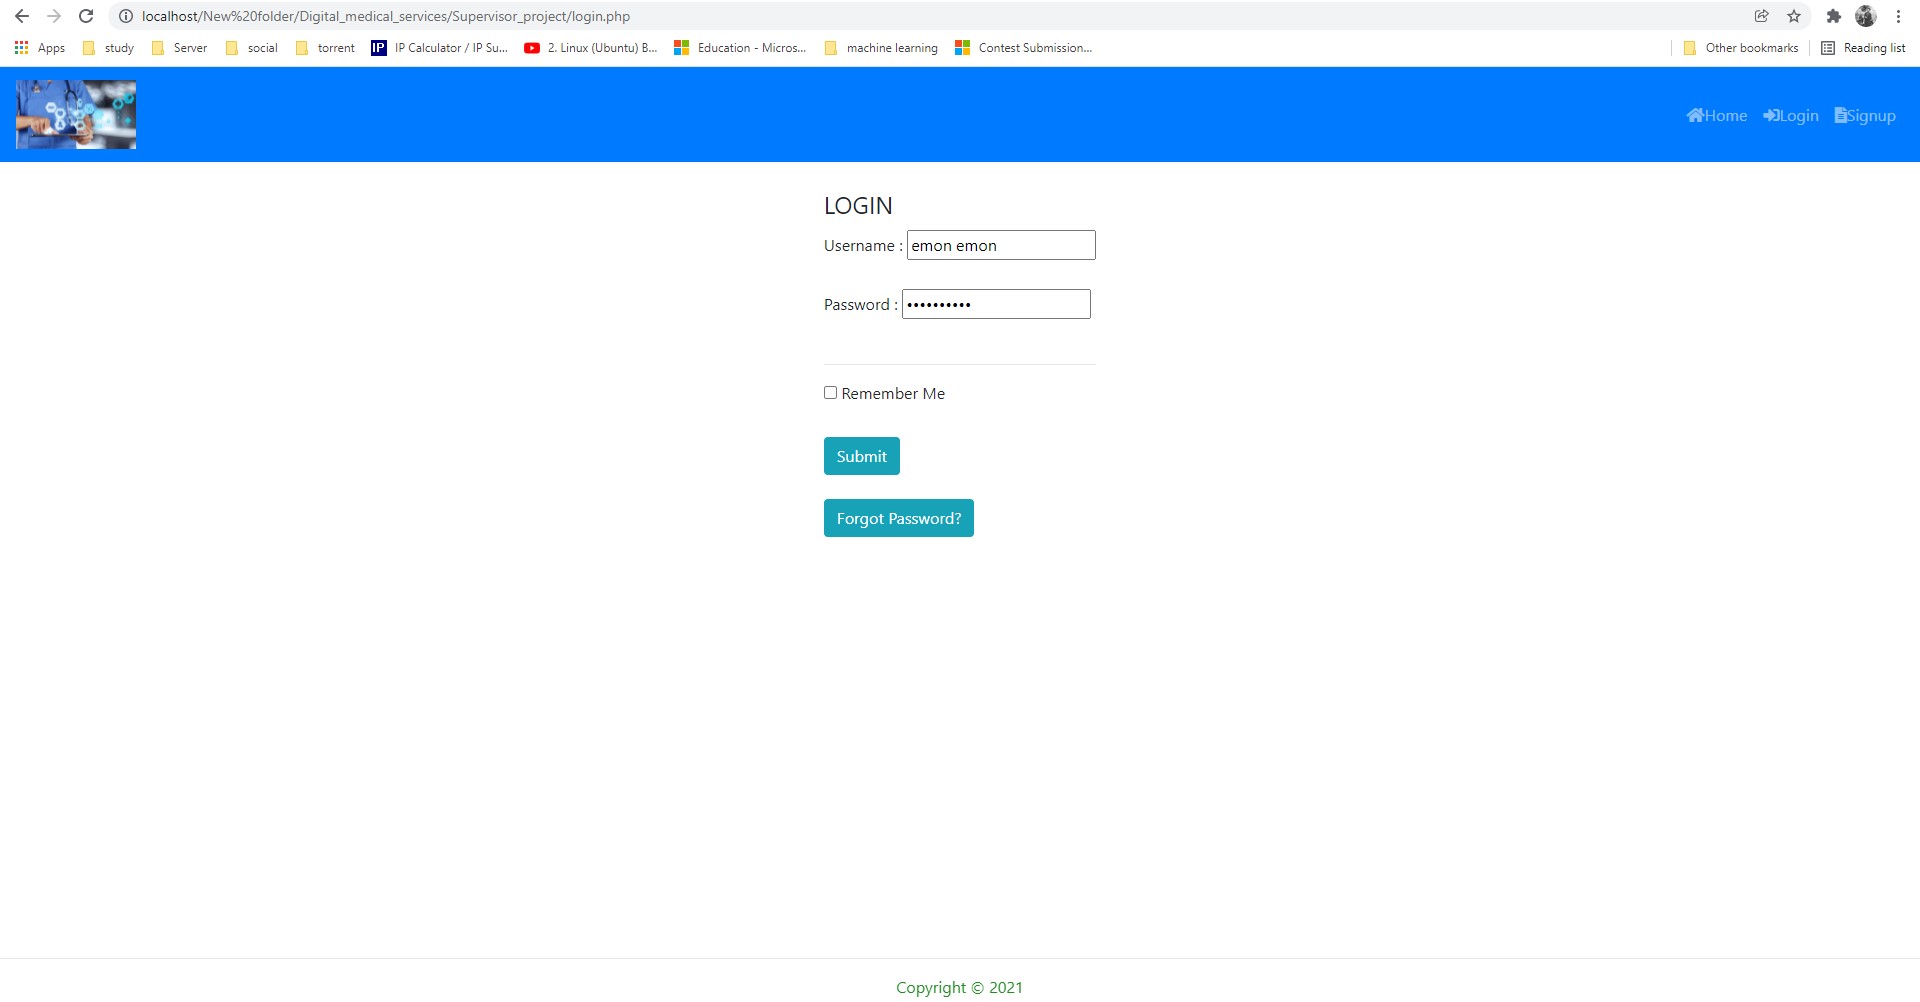 localhost/New%20folder/Digital_medical_services/Supervisor_project/login.php
Apps study Server social torrent IP IP Calculator / IP Su... 2. Linux (Ubuntu) B... Education - Micros... machine learning Contest Submission... Other bookmarks Reading list
Home Login Signup
LOGIN
Username : emon emon
Password : ••••••••••
Remember Me
Submit
Forgot Password?
Copyright © 2021